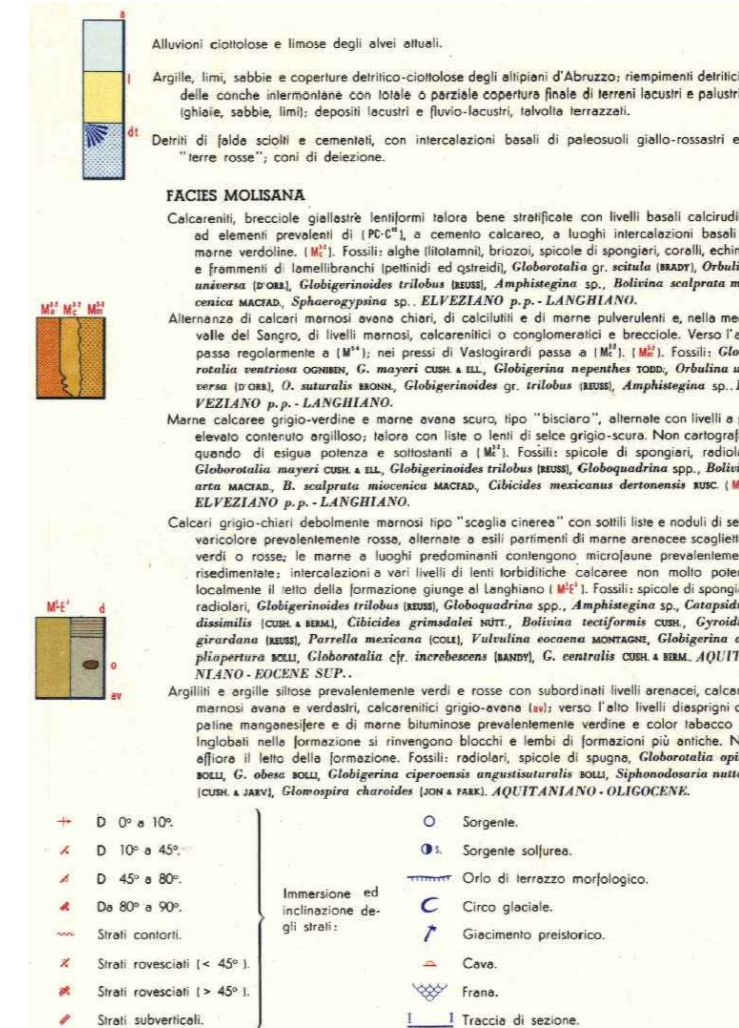 a
Alluvioni ciottolose e limose degli alvei attuali.
l
Argille, limi, sabbie e coperture detritico-ciottolose degli altipiani d'Abruzzo; riempimenti detritici
delle conche intermontane con totale o parziale copertura finale di terreni lacustri e palustri
(ghiaie, sabbie, limi); depositi lacustri e fluvio-lacustri, talvolta terrazzati.
dt
Detriti di falda sciolti e cementati, con intercalazioni basali di paleosuoli giallo-rossastri e
"terre rosse"; coni di deiezione.
FACIES MOLISANA
Calcareniti, brecciole giallastre lentiformi talora bene stratificate con livelli basali calcirudi
ad elementi prevalenti di (PC-C¹¹), a cemento calcareo, a luoghi intercalazioni basali
marne verdoline. (M). Fossili: alghe (litotamni), briozoi, spicole di spongiari, coralli, echin
e frammenti di lamellibranchi (pettinidi ed ostreidi), Globorotalia gr. scitula (BRADY), Orbuli
universa (D'ORB.), Globigerinoides trilobus (REUSS), Amphistegina sp., Bolivina scalprata m
cenica MACFAD., Sphaerogypsina sp.. ELVEZIANO p.p. - LANGHIANO.
Alternanza di calcari marnosi avana chiari, di calcilutiti e di marne pulverulenti e, nella me
valle del Sangro, di livelli marnosi, calcarenitici o conglomeratici e brecciole. Verso l'a
passa regolarmente a (M); nei pressi di Vastogirardi passa a (M). (M). Fossili: Glo
rotalia ventriosa OGNIBEN, G. mayeri CUSH. & ELL., Globigerina nepenthes TODD., Orbulina u
versa (D'ORB.), O. suturalis BRONN., Globigerinoides gr. trilobus (REUSS), Amphistegina sp..
VEZIANO p.p. - LANGHIANO.
Marne calcaree grigio-verdine e marne avana scuro, tipo "bisciaro", alternate con livelli a
elevato contenuto argilloso; talora con liste o lenti di selce grigio-scura. Non cartograf
quando di esigua potenza e sottostanti a (M). Fossili: spicole di spongiari, radiol
Globorotalia mayeri CUSH. & ELL., Globigerinoides trilobus (REUSS), Globoquadrina spp., Bolivi
arta MACFAD., B. scalprata miocenica MACFAD., Cibicides mexicanus dertonensis RUSC. (M
ELVEZIANO p.p. - LANGHIANO.
Calcari grigio-chiari debolmente marnosi tipo "scaglia cinerea" con sottili liste e noduli di se
varicolore prevalentemente rossa, alternate a esili partimenti di marne arenacee scagliett
verdi o rosse; le marne a luoghi predominanti contengono microfaune prevalenteme
risedimentate; intercalazioni a vari livelli di lenti torbiditiche calcaree non molto poten
localmente il tetto della formazione giunge al Langhiano (M²-E¹). Fossili: spicole di spongia
radiolari, Globigerinoides trilobus (REUSS), Globoquadrina spp., Amphistegina sp., Catapsidr
dissimilis (CUSH. & BERM.), Cibicides grimsdalei NUTT., Bolivina tectiformis CUSH., Gyroidi
girardana (REUSS), Parrella mexicana (COLE), Vulvulina eocaena MONTAGNE, Globigerina a
pliapertura BOLLI, Globorotalia cfr. increbescens (BANDY), G. centralis CUSH. & BERM.. AQUIT
NIANO - EOCENE SUP..
d
o
av
Argilliti e argille siltose prevalentemente verdi e rosse con subordinati livelli arenacei, calcar
marnosi avana e verdastri, calcarenitici grigio-avana (av); verso l'alto livelli diasprigni c
patine manganesifere e di marne bituminose prevalentemente verdine e color tabacco
Inglobati nella formazione si rinvengono blocchi e lembi di formazioni più antiche. N
affiora il letto della formazione. Fossili: radiolari, spicole di spugna, Globorotalia opi
BOLLI, G. obesa BOLLI, Globigerina ciperoensis angustisuturalis BOLLI, Siphonodosaria nutta
(CUSH. & JARV.), Glomospira charoides (JON & PARK). AQUITANIANO - OLIGOCENE.
D 0° a 10°.
D 10° a 45°.
D 45° a 80°.
Da 80° a 90°.
Strati contorti.
Strati rovesciati (< 45°).
Strati rovesciati (> 45°).
Strati subverticali.
Immersione ed
inclinazione de-
gli strati:
Sorgente.
s. Sorgente solfurea.
Orlo di terrazzo morfologico.
Circo glaciale.
Giacimento preistorico.
Cava.
Frana.
I I Traccia di sezione.